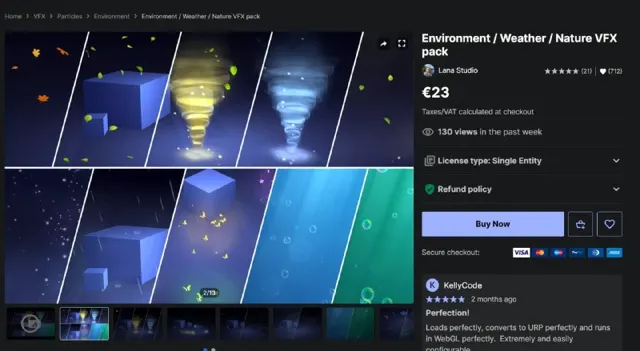 Home > VFX > Particles > Environment > Environment / Weather / Nature VFX pack
Environment / Weather / Nature VFX
pack
Lana Studio
(21) | (712)
€23
Taxes/VAT calculated at checkout
130 views in the past week
License type: Single Entity
Refund policy
Buy Now
Secure checkout:
VISA
2/13
K KellyCode
2 months ago
Perfection!
Loads perfectly, converts to URP perfectly and runs
in WebGL perfectly. Extremely and easily
configurable